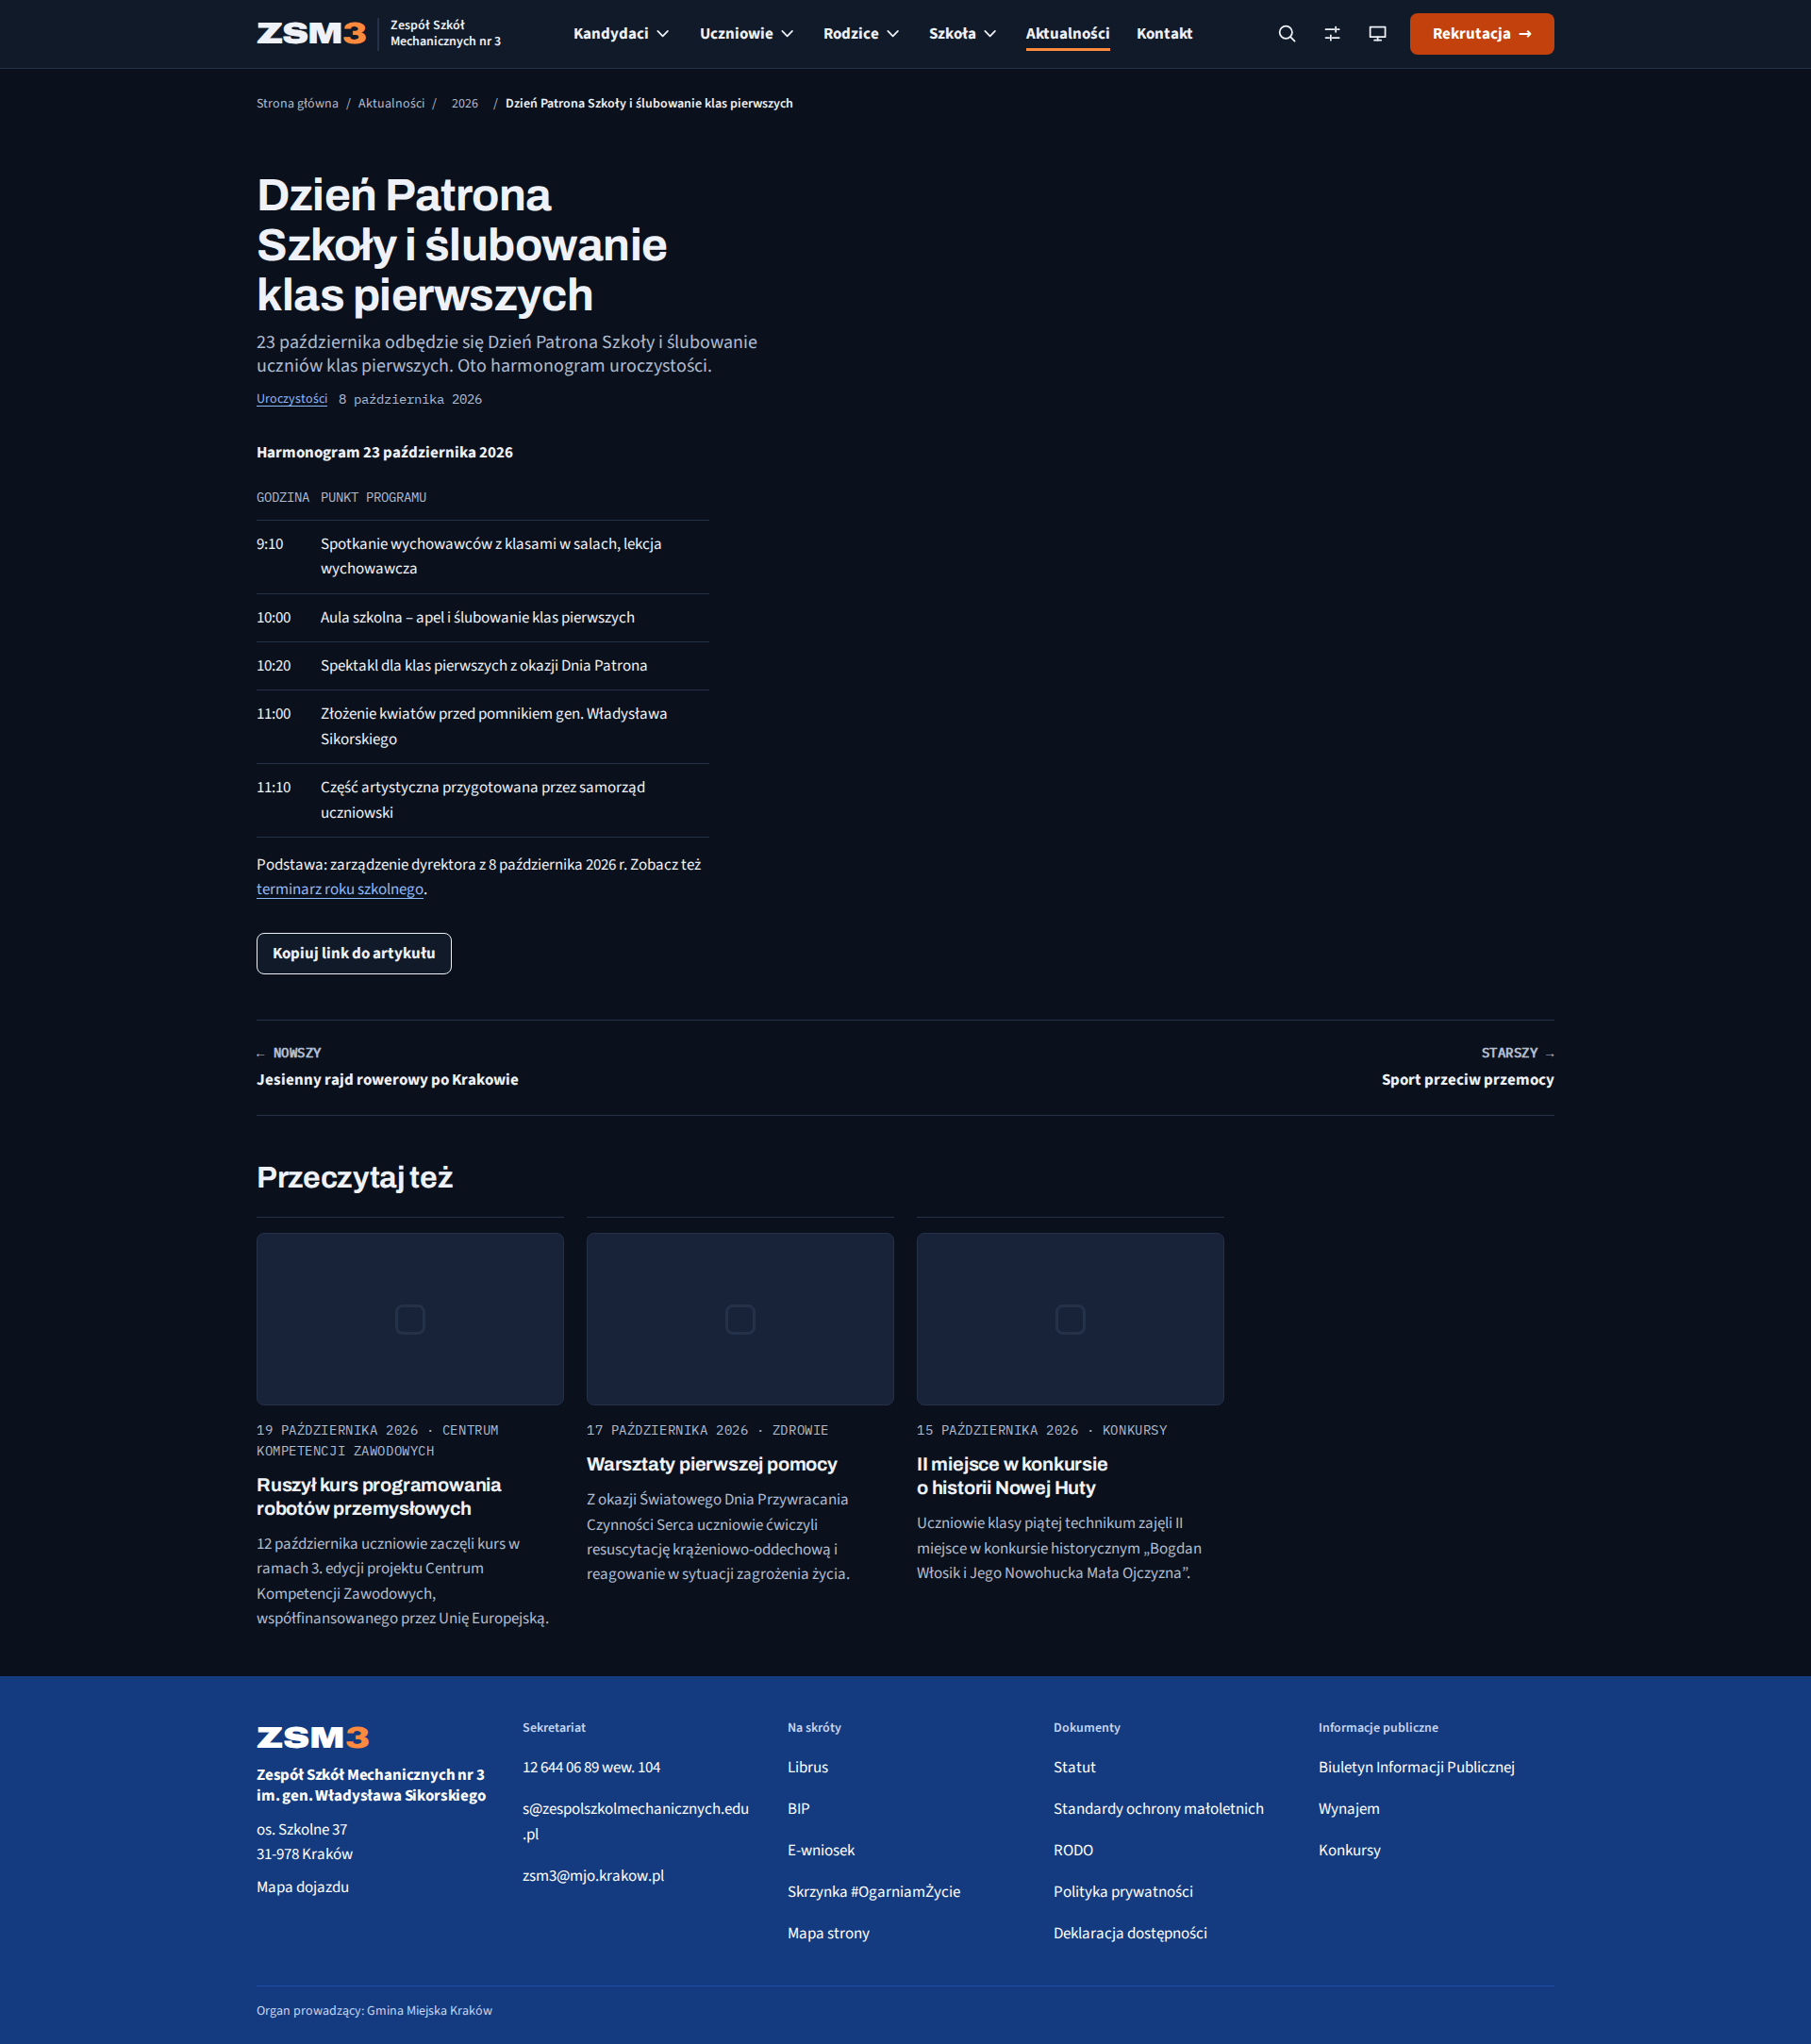 ZSM3
Zespół Szkół
Mechanicznych nr 3
Kandydaci
Uczniowie
Rodzice
Szkoła
Aktualności
Kontakt
Rekrutacja →
Strona główna / Aktualności / 2026 / Dzień Patrona Szkoły i ślubowanie klas pierwszych
Dzień Patrona
Szkoły i ślubowanie
klas pierwszych
23 października odbędzie się Dzień Patrona Szkoły i ślubowanie
uczniów klas pierwszych. Oto harmonogram uroczystości.
Uroczystości 8 października 2026
Harmonogram 23 października 2026
GODZINA PUNKT PROGRAMU
9:10 Spotkanie wychowawców z klasami w salach, lekcja
wychowawcza
10:00 Aula szkolna – apel i ślubowanie klas pierwszych
10:20 Spektakl dla klas pierwszych z okazji Dnia Patrona
11:00 Złożenie kwiatów przed pomnikiem gen. Władysława
Sikorskiego
11:10 Część artystyczna przygotowana przez samorząd
uczniowski
Podstawa: zarządzenie dyrektora z 8 października 2026 r. Zobacz też
terminarz roku szkolnego.
Kopiuj link do artykułu
← NOWSZY
Jesienny rajd rowerowy po Krakowie
STARSZY →
Sport przeciw przemocy
Przeczytaj też
19 PAŹDZIERNIKA 2026 · CENTRUM
KOMPETENCJI ZAWODOWYCH
Ruszył kurs programowania
robotów przemysłowych
12 października uczniowie zaczęli kurs w
ramach 3. edycji projektu Centrum
Kompetencji Zawodowych,
współfinansowanego przez Unię Europejską.
17 PAŹDZIERNIKA 2026 · ZDROWIE
Warsztaty pierwszej pomocy
Z okazji Światowego Dnia Przywracania
Czynności Serca uczniowie ćwiczyli
resuscytację krążeniowo-oddechową i
reagowanie w sytuacji zagrożenia życia.
15 PAŹDZIERNIKA 2026 · KONKURSY
II miejsce w konkursie
o historii Nowej Huty
Uczniowie klasy piątej technikum zajęli II
miejsce w konkursie historycznym „Bogdan
Włosik i Jego Nowohucka Mała Ojczyzna”.
ZSM3
Zespół Szkół Mechanicznych nr 3
im. gen. Władysława Sikorskiego
os. Szkolne 37
31-978 Kraków
Mapa dojazdu
Sekretariat
12 644 06 89 wew. 104
s@zespolszkolmechanicznych.edu
.pl
zsm3@mjo.krakow.pl
Na skróty
Librus
BIP
E-wniosek
Skrzynka #OgarniamŻycie
Mapa strony
Dokumenty
Statut
Standardy ochrony małoletnich
RODO
Polityka prywatności
Deklaracja dostępności
Informacje publiczne
Biuletyn Informacji Publicznej
Wynajem
Konkursy
Organ prowadzący: Gmina Miejska Kraków